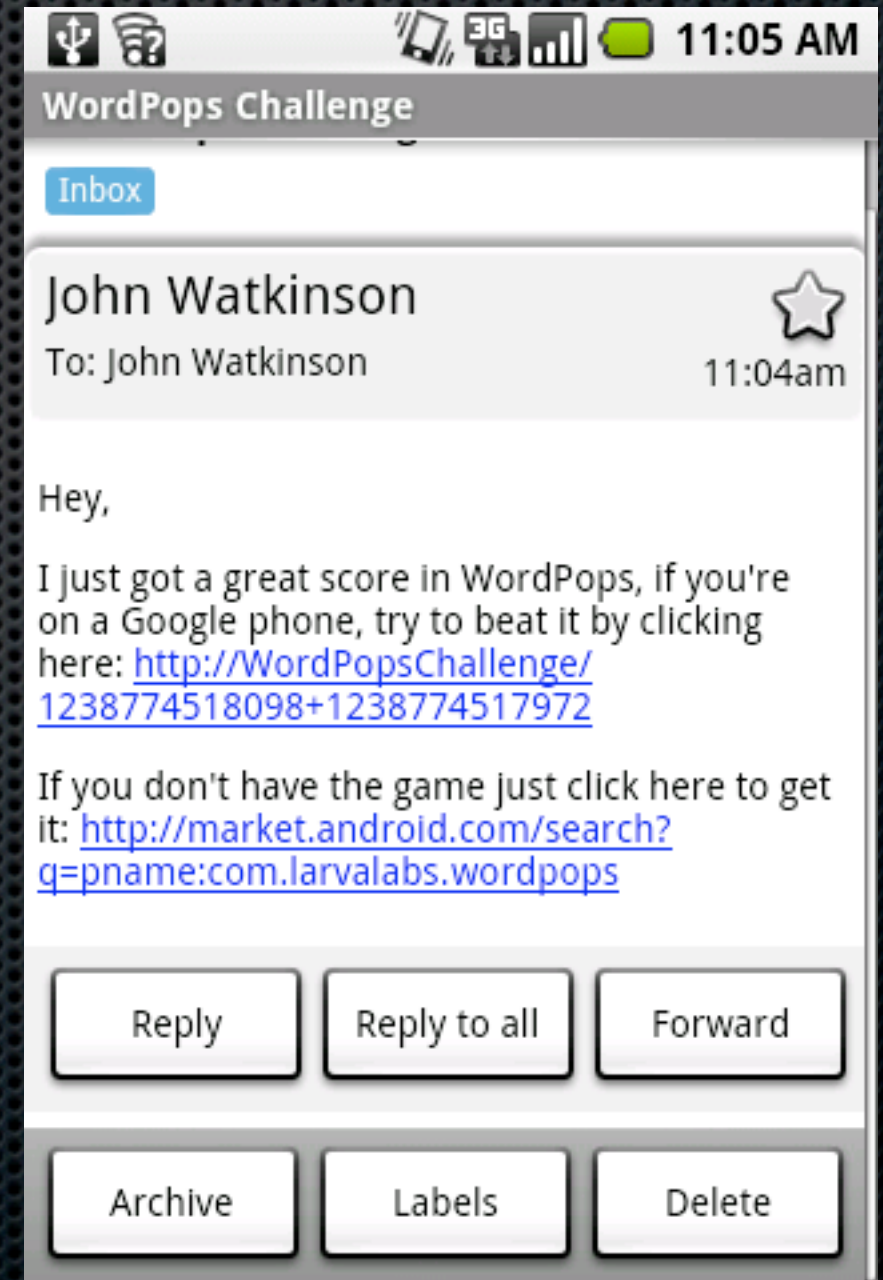 3G 11:05 AM
WordPops Challenge
Inbox
John Watkinson
To: John Watkinson
11:04am
Hey,
I just got a great score in WordPops, if you're
on a Google phone, try to beat it by clicking
here: http://WordPopsChallenge/
1238774518098+1238774517972
If you don't have the game just click here to get
it: http://market.android.com/search?
q=pname:com.larvalabs.wordpops
Reply Reply to all Forward
Archive Labels Delete